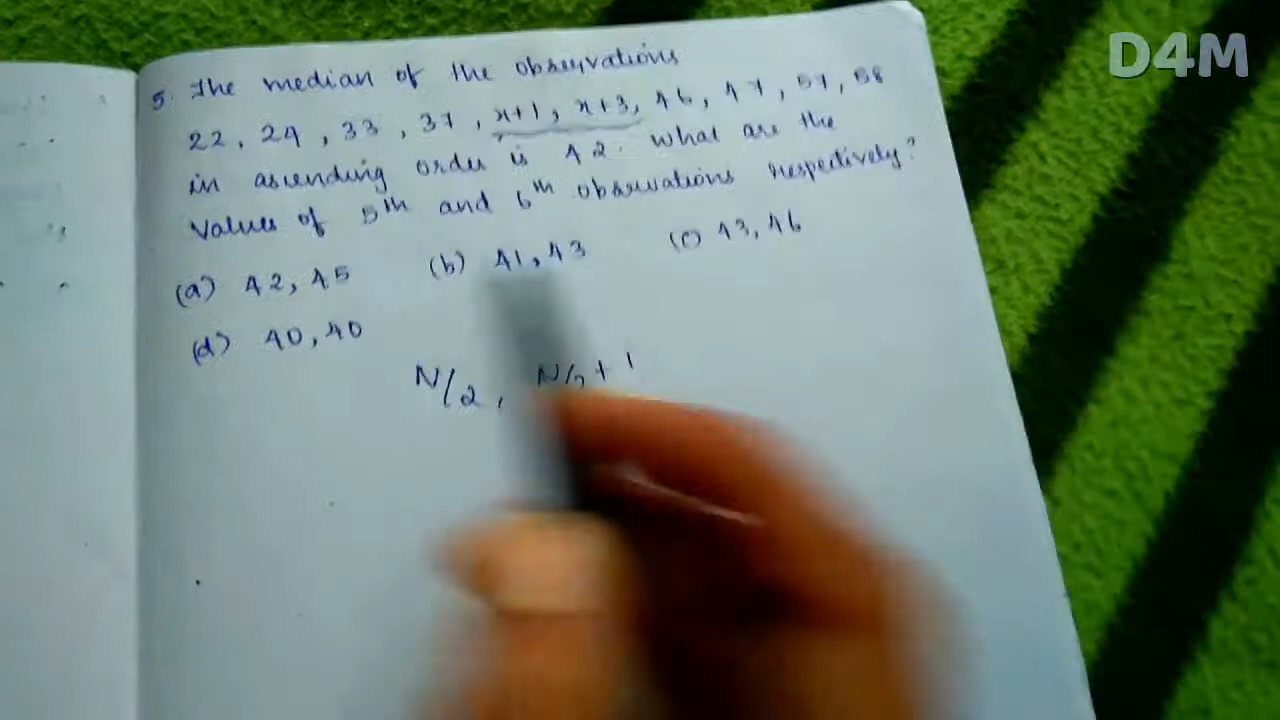 D4M
5. The median of the observations
22, 24, 33, 37, x+1, x+3, 46, 47, 57, 58
in ascending order is 42. what are the
values of 5th and 6th observations respectively?
(a) 42, 45 (b) 41, 43 (c) 43, 46
(d) 40, 40
N/2, N/2+1